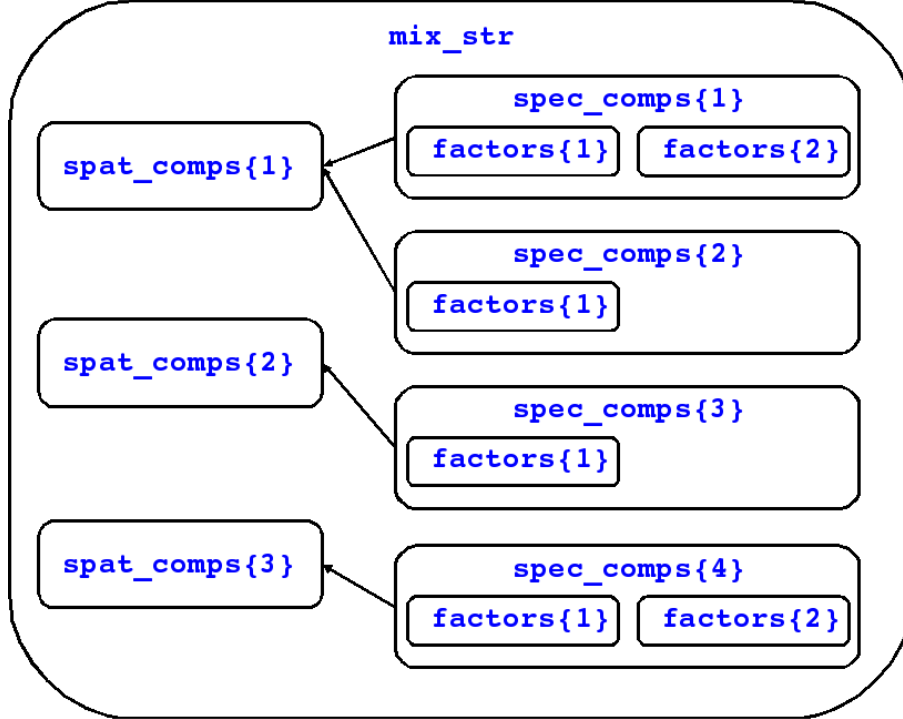 mix_str
spat_comps{1}
spec_comps{1}
factors{1} factors{2}
spec_comps{2}
factors{1}
spat_comps{2}
spec_comps{3}
factors{1}
spat_comps{3}
spec_comps{4}
factors{1} factors{2}